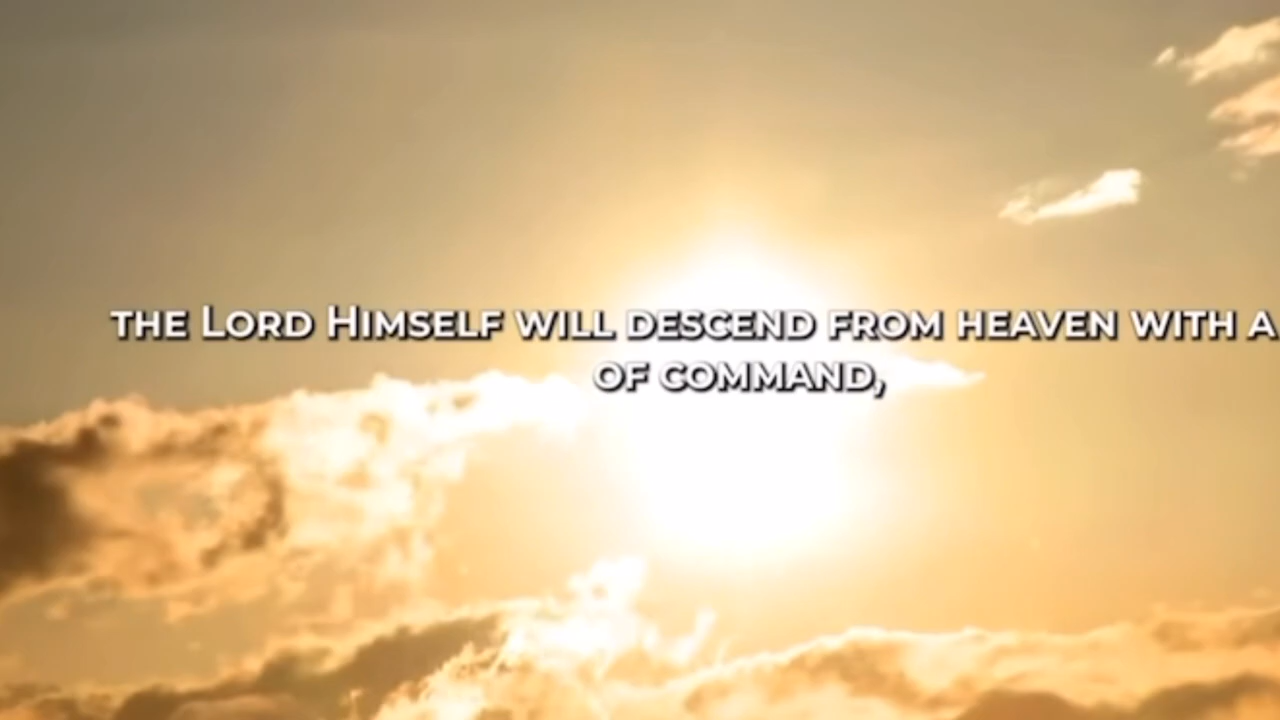 the Lord Himself will descend from heaven with a
of command,